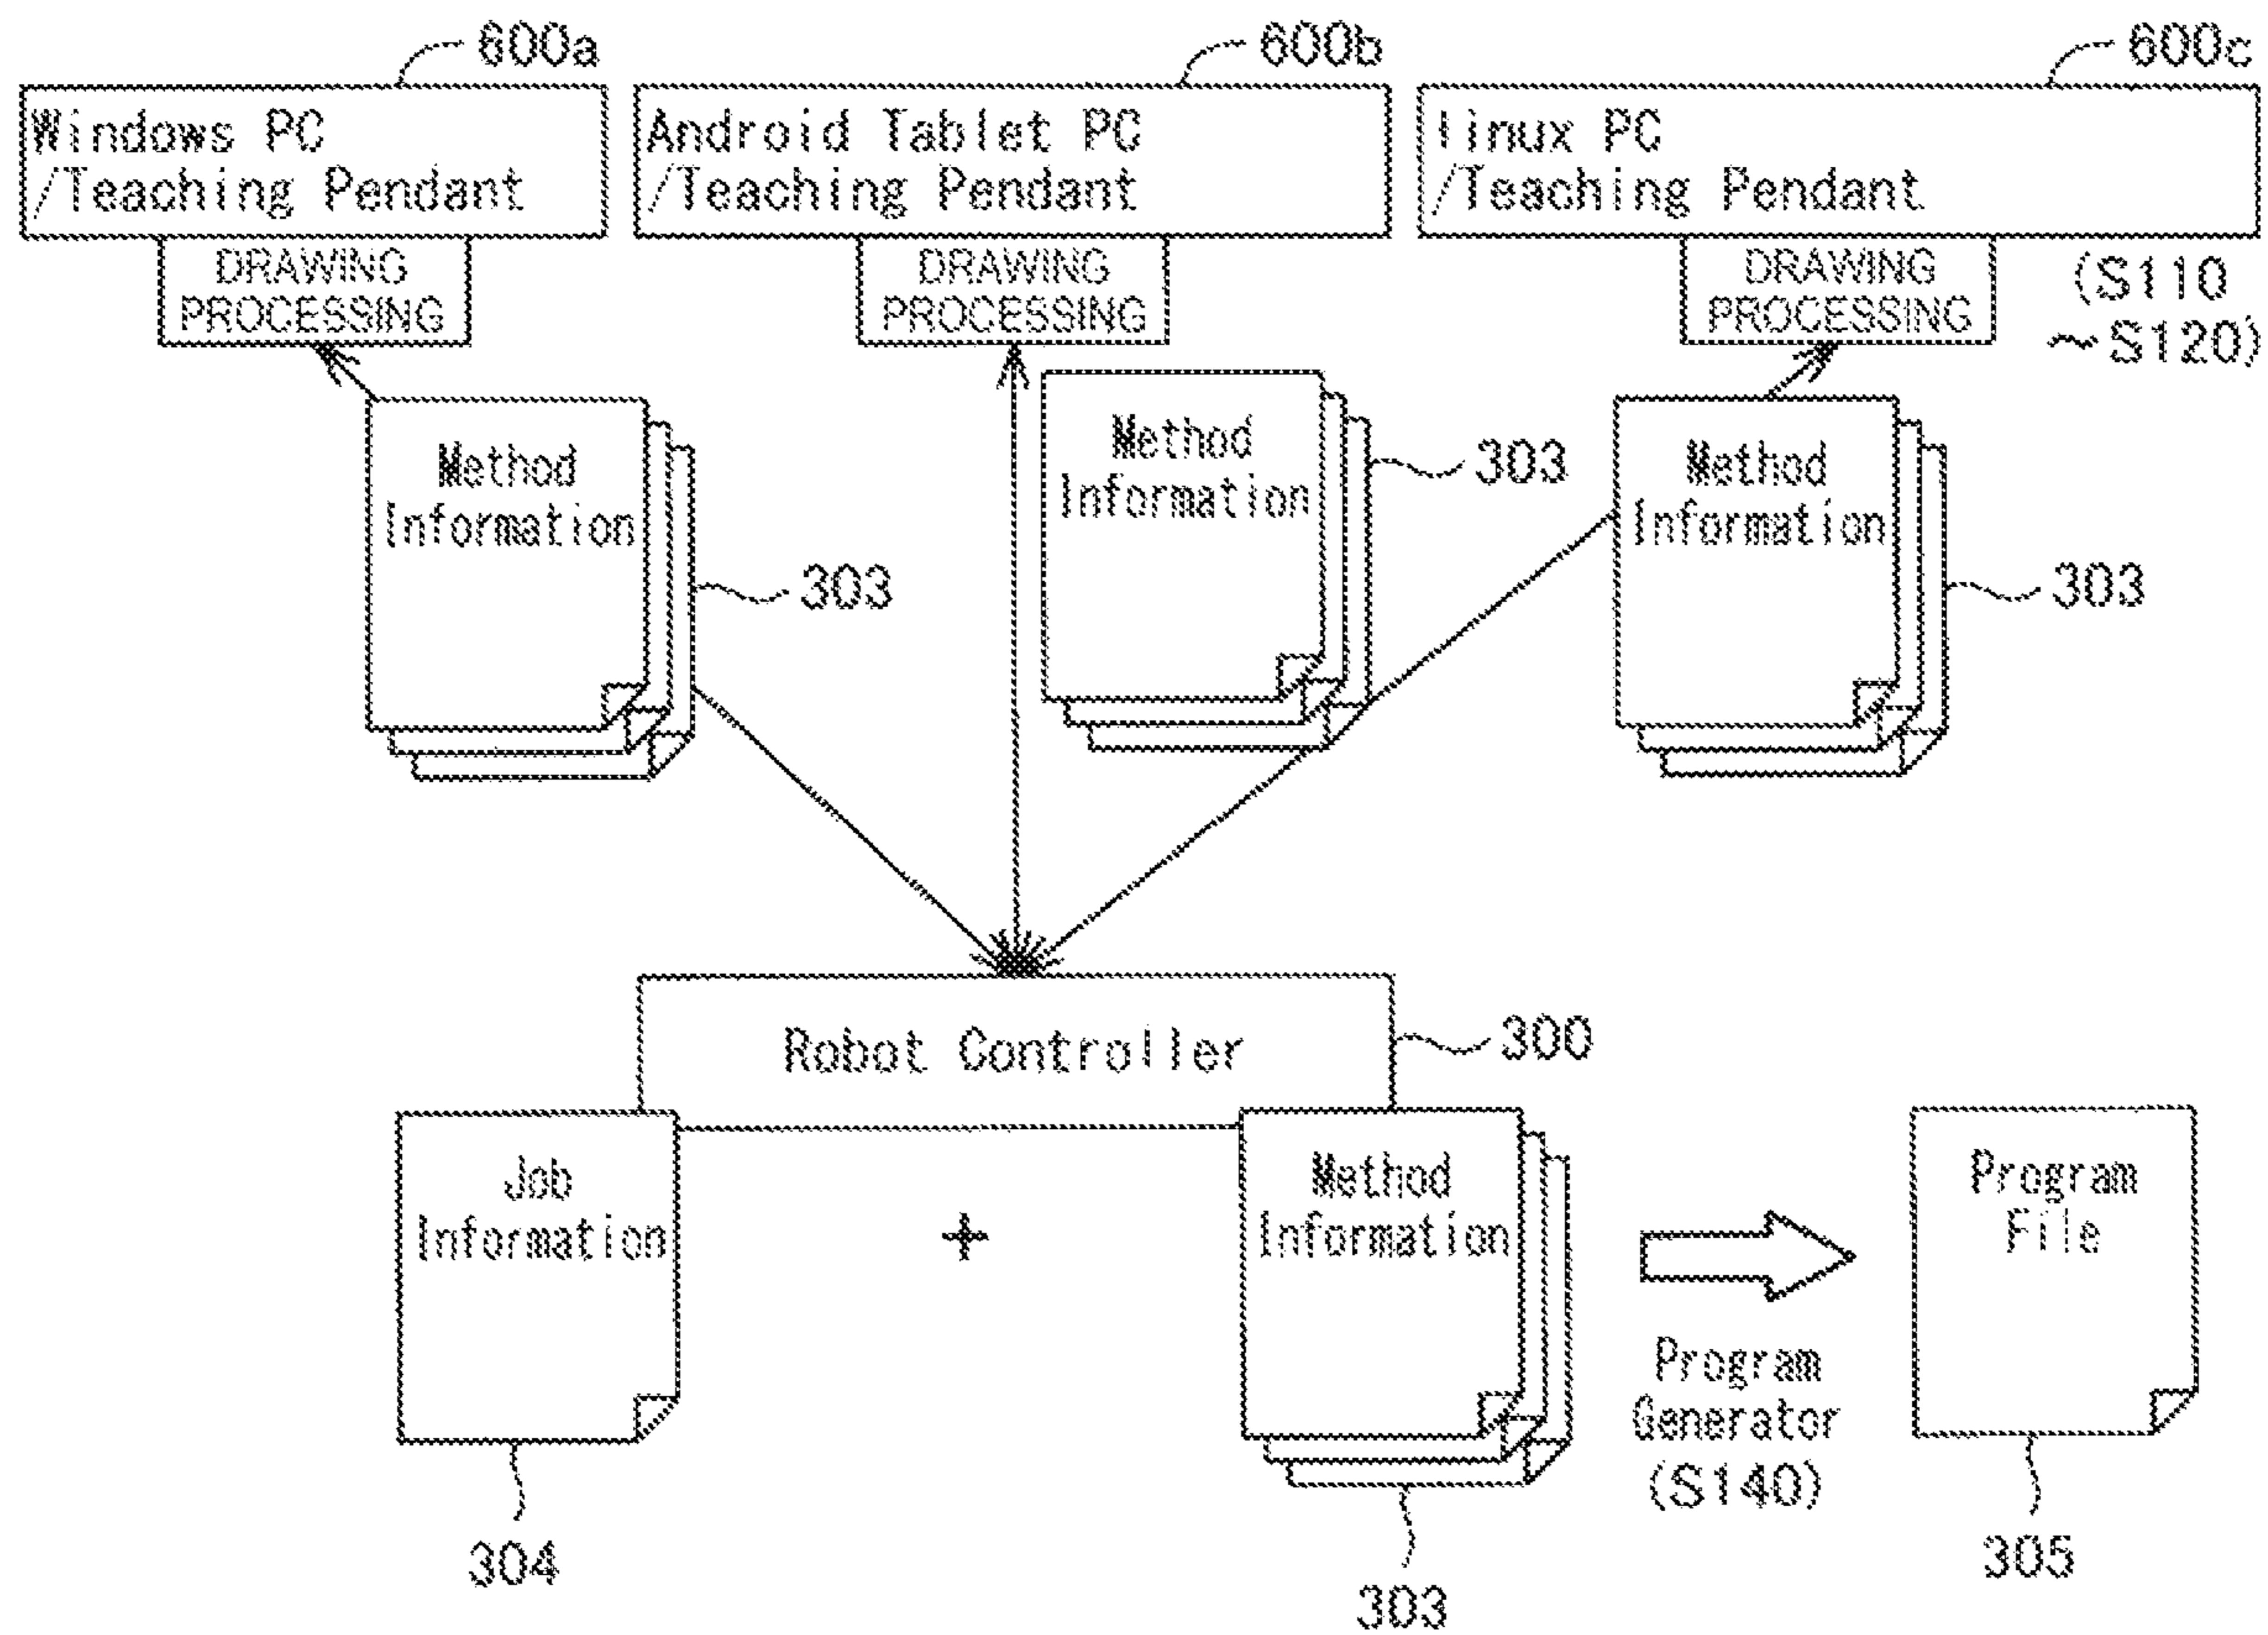 600a
600b
600c
Windows PC
/Teaching Pendant
Android Tablet PC
/Teaching Pendant
Linux PC
/Teaching Pendant
DRAWING
PROCESSING
DRAWING
PROCESSING
DRAWING
PROCESSING
(S110
~S120)
Method
Information
303
Method
Information
303
Method
Information
303
Robot Controller
300
Job
Information
304
+
Method
Information
303
Program
Generator
(S140)
Program
File
305